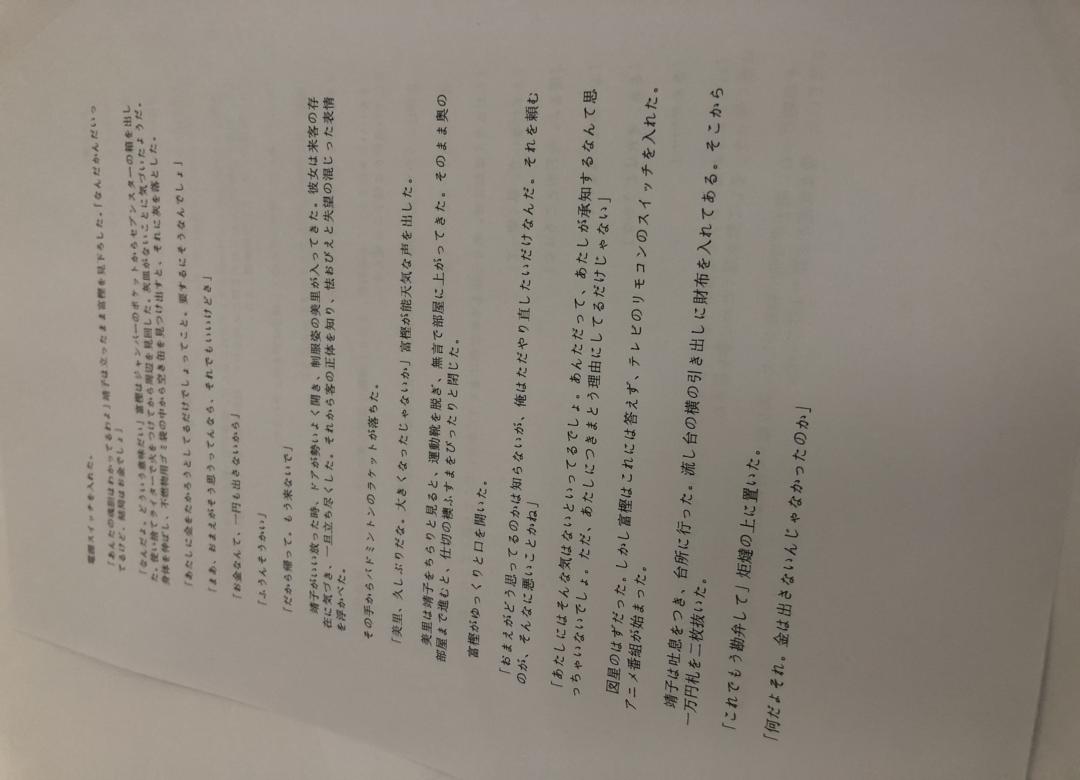 電源スイッチを入れた。
「あんたの魂胆はわかってるわよ」靖子は立ったまま富樫を見下ろした。「なんだかんだいっ
てるけど、結局はお金でしょ」
「なんだよ、どういう意味だい」富樫はジャンパーのポケットからセブンスターの箱を出し
た。使い捨てライターで火をつけてから周辺を見回した。灰皿がないことに気づいたようだ。
身体を伸ばし、不燃物用ゴミ袋の中から空き缶を見つけ出すと、それに灰を落とした。
「あたしに金をたかろうとしてるだけでしょってこと。要するにそうなんでしょ」
「まあ、おまえがそう思うってんなら、それでもいいけどさ」
「お金なんて、一円も出さないから」
「ふうんそうかい」
「だから帰って。もう来ないで」
靖子がいい放った時、ドアが勢いよく開き、制服姿の美里が入ってきた。彼女は来客の存
在に気づき、一旦立ち尽くした。それから客の正体を知り、怯おびえと失望の混じった表情
を浮かべた。
その手からバドミントンのラケットが落ちた。
「美里、久しぶりだな。大きくなったじゃないか」富樫が能天気な声を出した。
美里は靖子をちらりと見ると、運動靴を脱ぎ、無言で部屋に上がってきた。そのまま奥の
部屋まで進むと、仕切の襖ふすまをぴったりと閉じた。
富樫がゆっくりと口を開いた。
「おまえがどう思ってるのかは知らないが、俺はただやり直したいだけなんだ。それを頼む
のが、そんなに悪いことかね」
「あたしにはそんな気はないといってるでしょ。あんただって、あたしが承知するなんて思
っちゃいないでしょ。ただ、あたしにつきまとう理由にしてるだけじゃない」
図星のはずだった。しかし富樫はこれには答えず、テレビのリモコンのスイッチを入れた。
アニメ番組が始まった。
靖子は吐息をつき、台所に行った。流し台の横の引き出しに財布を入れてある。そこから
一万円札を二枚抜いた。
「これでもう勘弁して」炬燵の上に置いた。
「何だよそれ。金は出さないんじゃなかったのか」